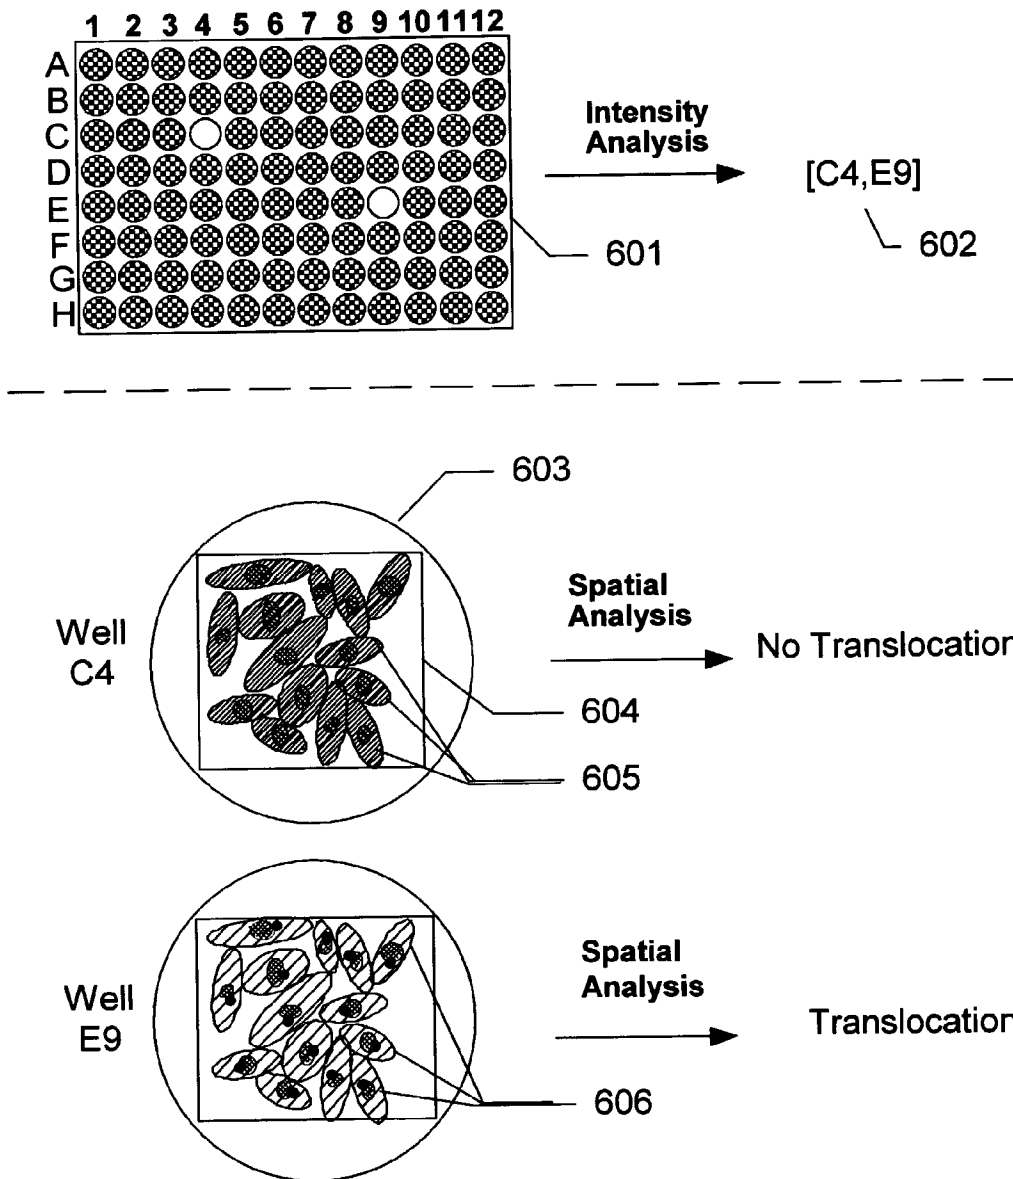 1 2 3 4 5 6 7 8 9 10 11 12
A
B
C
D
E
F
G
H
Intensity
Analysis
[C4,E9]
601
602
603
Well
C4
Spatial
Analysis
No Translocation
604
605
Well
E9
Spatial
Analysis
Translocation
606